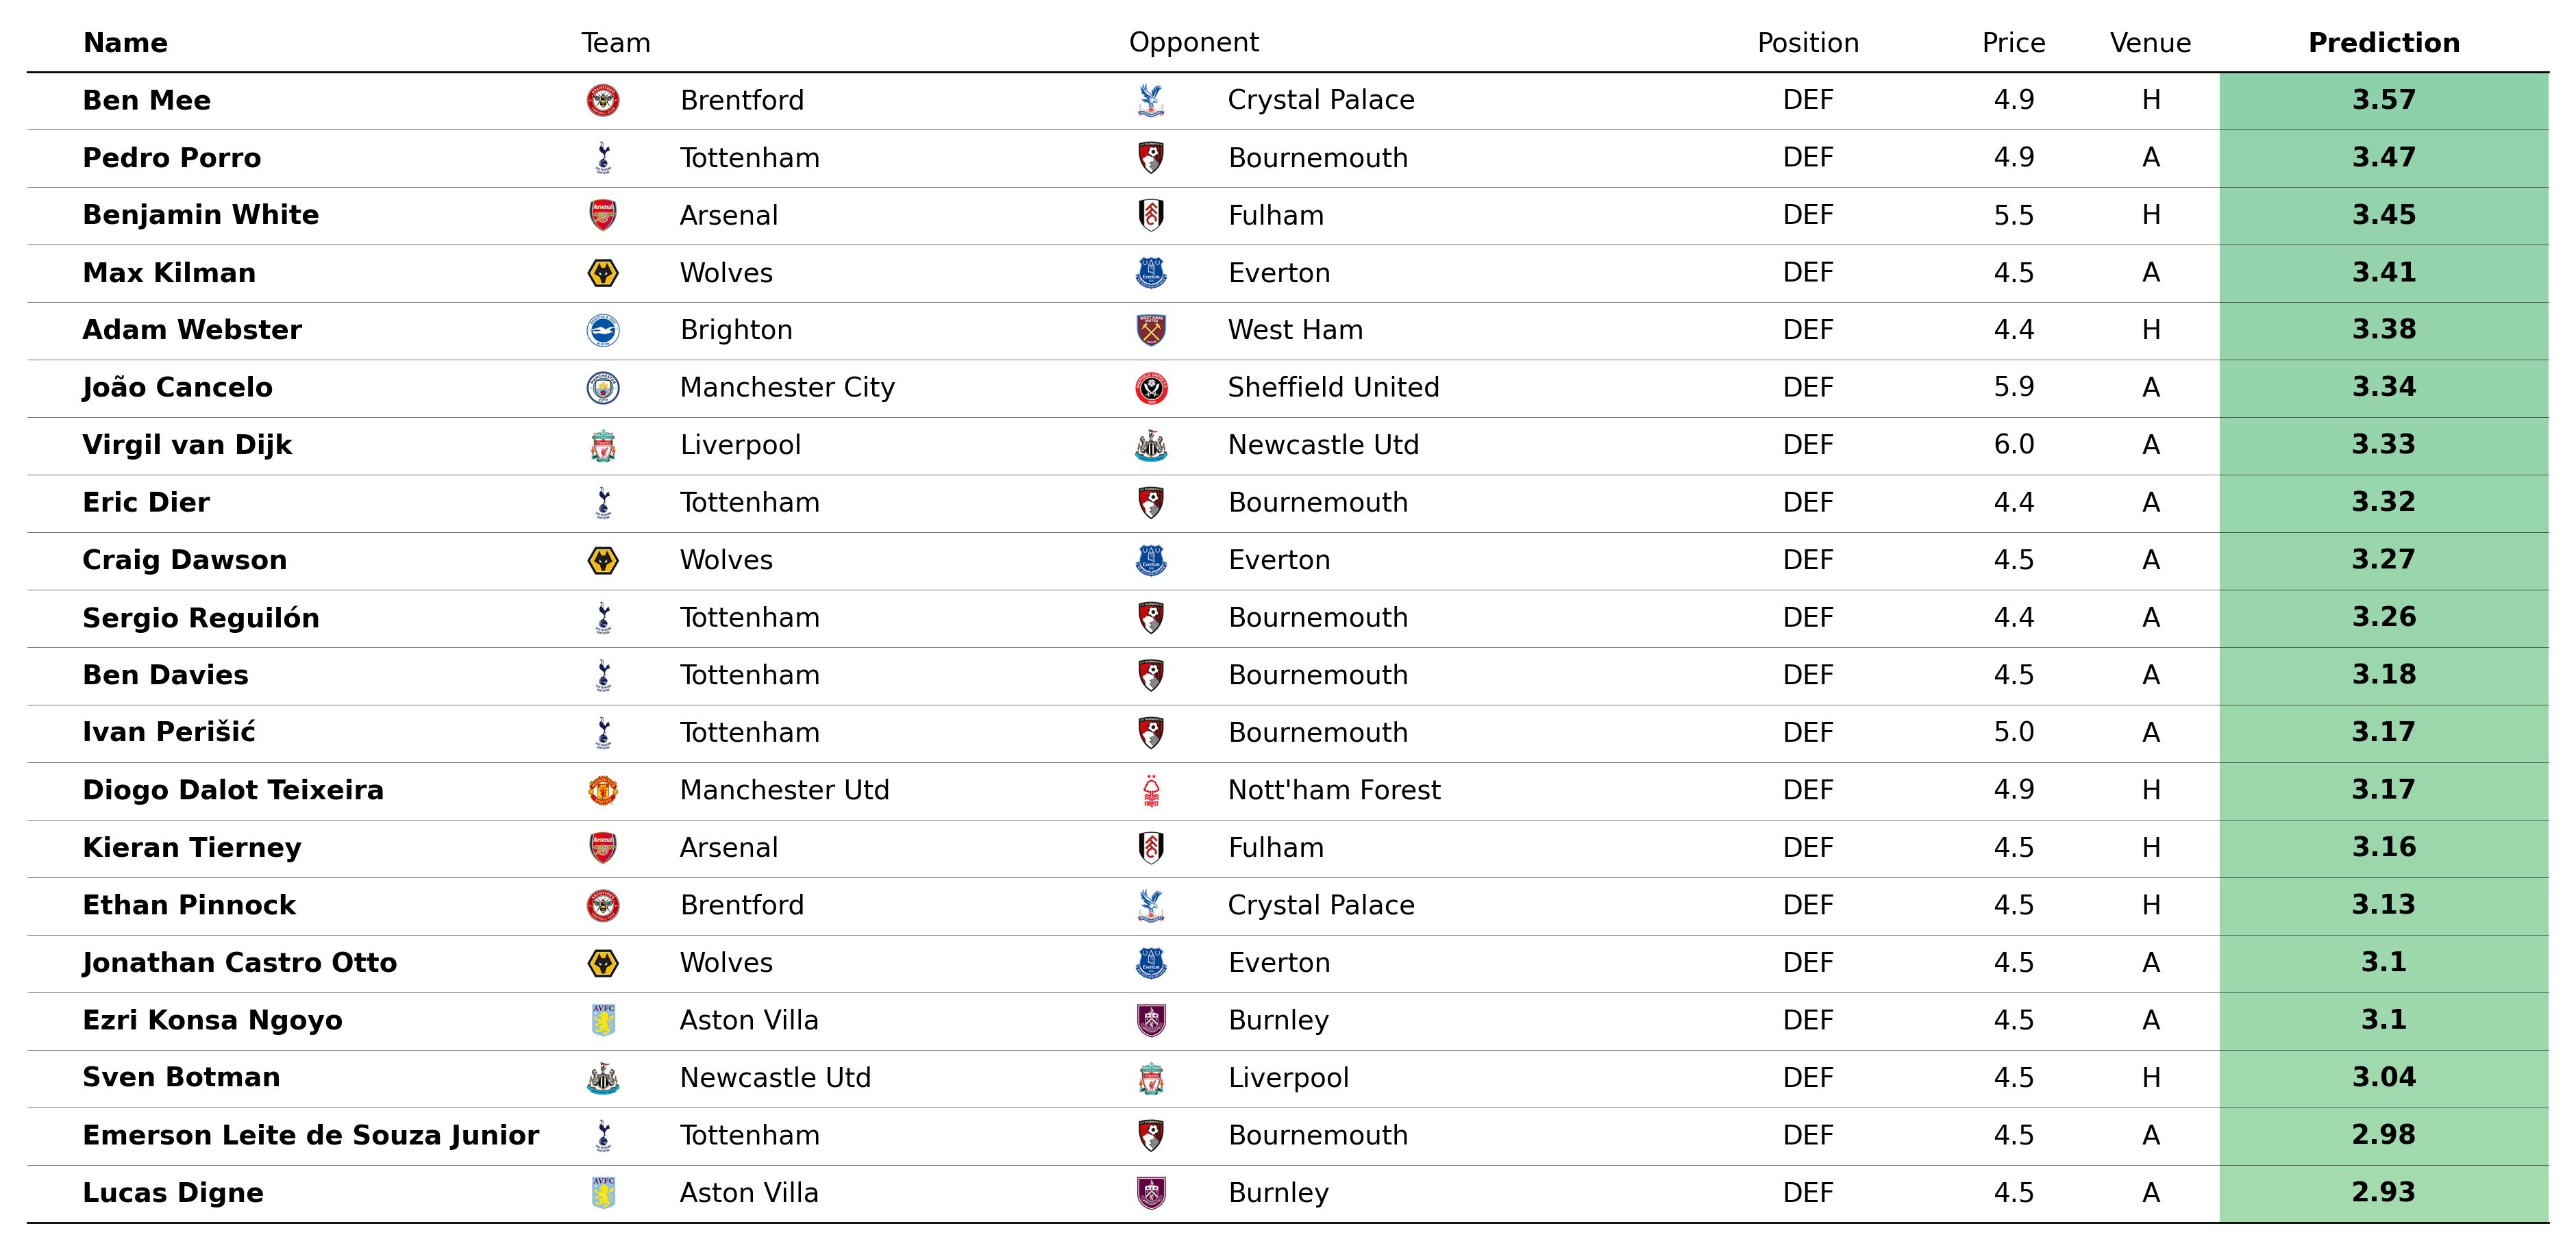 Name Team Opponent Position Price Venue Prediction
Ben Mee Brentford Crystal Palace DEF 4.9 H 3.57
Pedro Porro Tottenham Bournemouth DEF 4.9 A 3.47
Benjamin White Arsenal Fulham DEF 5.5 H 3.45
Max Kilman Wolves Everton DEF 4.5 A 3.41
Adam Webster Brighton West Ham DEF 4.4 H 3.38
João Cancelo Manchester City Sheffield United DEF 5.9 A 3.34
Virgil van Dijk Liverpool Newcastle Utd DEF 6.0 A 3.33
Eric Dier Tottenham Bournemouth DEF 4.4 A 3.32
Craig Dawson Wolves Everton DEF 4.5 A 3.27
Sergio Reguilón Tottenham Bournemouth DEF 4.4 A 3.26
Ben Davies Tottenham Bournemouth DEF 4.5 A 3.18
Ivan Perišić Tottenham Bournemouth DEF 5.0 A 3.17
Diogo Dalot Teixeira Manchester Utd Nott'ham Forest DEF 4.9 H 3.17
Kieran Tierney Arsenal Fulham DEF 4.5 H 3.16
Ethan Pinnock Brentford Crystal Palace DEF 4.5 H 3.13
Jonathan Castro Otto Wolves Everton DEF 4.5 A 3.1
Ezri Konsa Ngoyo Aston Villa Burnley DEF 4.5 A 3.1
Sven Botman Newcastle Utd Liverpool DEF 4.5 H 3.04
Emerson Leite de Souza Junior Tottenham Bournemouth DEF 4.5 A 2.98
Lucas Digne Aston Villa Burnley DEF 4.5 A 2.93